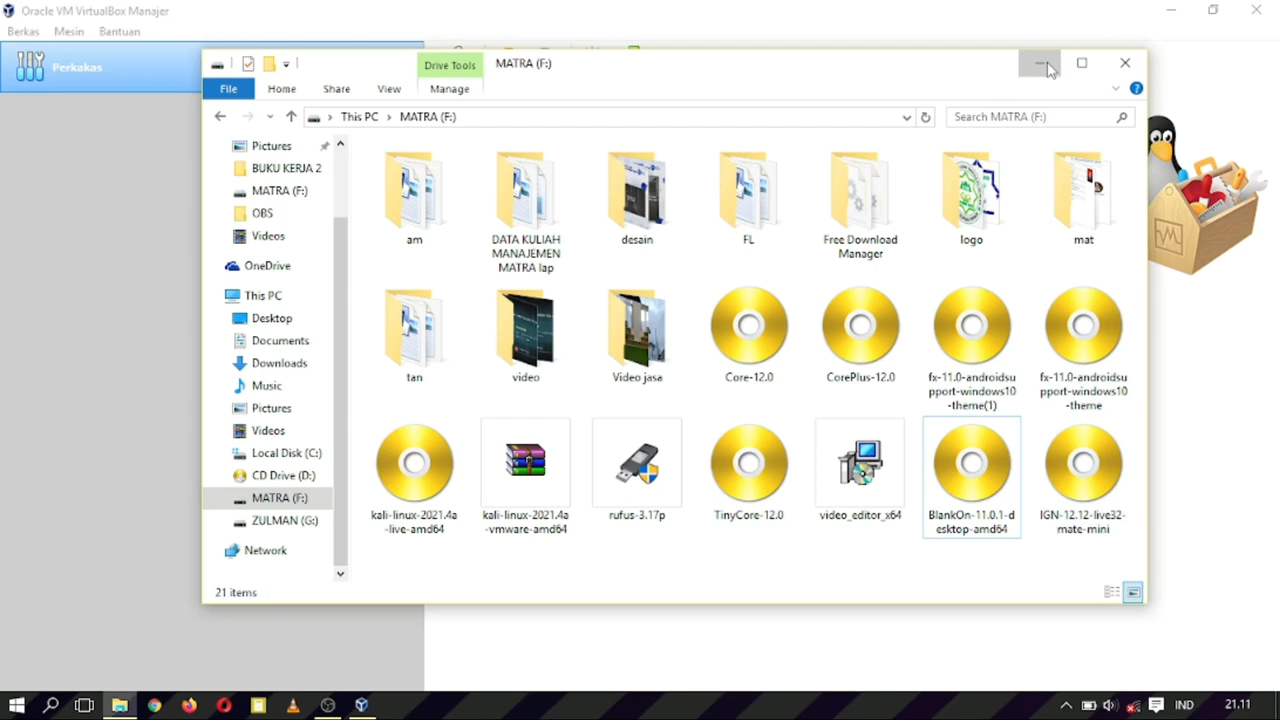 Oracle VM VirtualBox Manajer
Berkas Mesin Bantuan
Perkakas
Drive Tools
MATRA (F:)
File Home Share View Manage
This PC MATRA (F:)
Search MATRA (F:)
Pictures
BUKU KERJA 2
MATRA (F:)
OBS
Videos
OneDrive
This PC
Desktop
Documents
Downloads
Music
Pictures
Videos
Local Disk (C:)
CD Drive (D:)
MATRA (F:)
ZULMAN (G:)
Network
am
DATA KULIAH
MANAJEMEN
MATRA lap
desain
FL
Free Download
Manager
logo
mat
tan
video
Video jasa
Core-12.0
CorePlus-12.0
fx-11.0-androidsu
pport-windows10
-theme(1)
fx-11.0-androidsu
pport-windows10
-theme
kali-linux-2021.4a
-live-amd64
kali-linux-2021.4a
-vmware-amd64
rufus-3.17p
TinyCore-12.0
video_editor_x64
BlankOn-11.0.1-d
esktop-amd64
IGN-12.12-live32-
mate-mini
21 items
IND
21.11